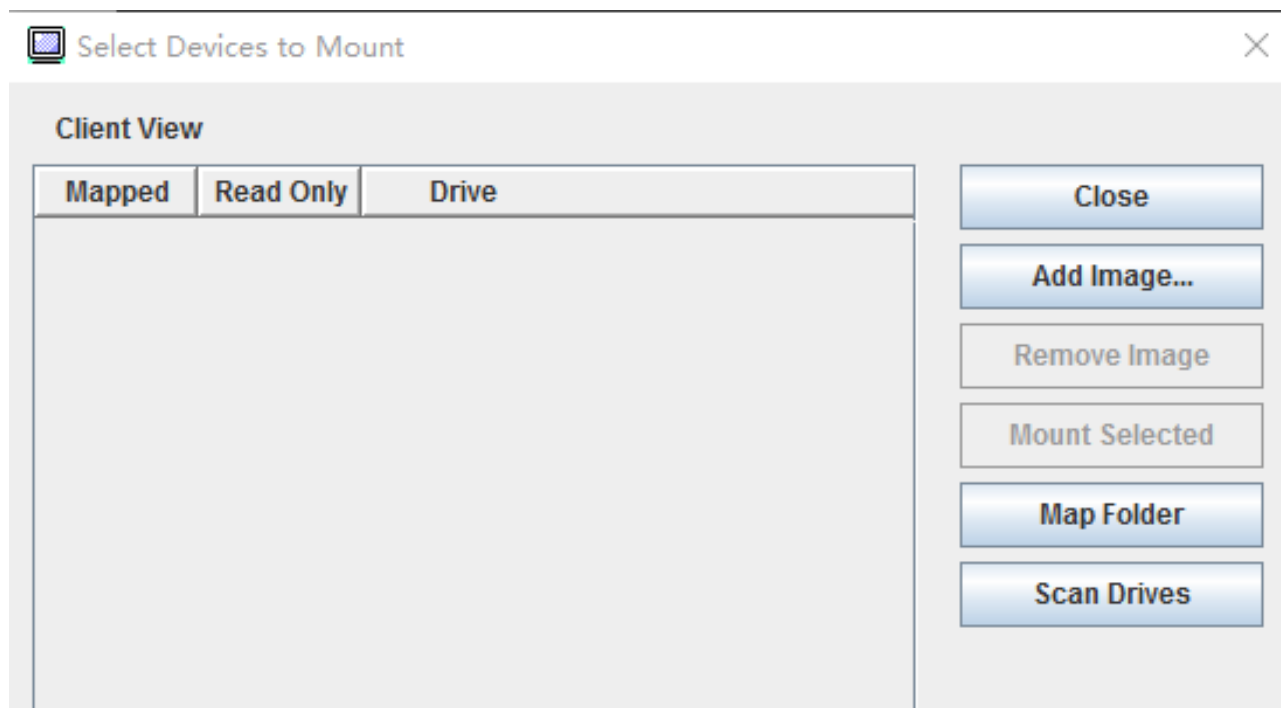 Select Devices to Mount
Client View
Mapped Read Only Drive
Close
Add Image...
Remove Image
Mount Selected
Map Folder
Scan Drives